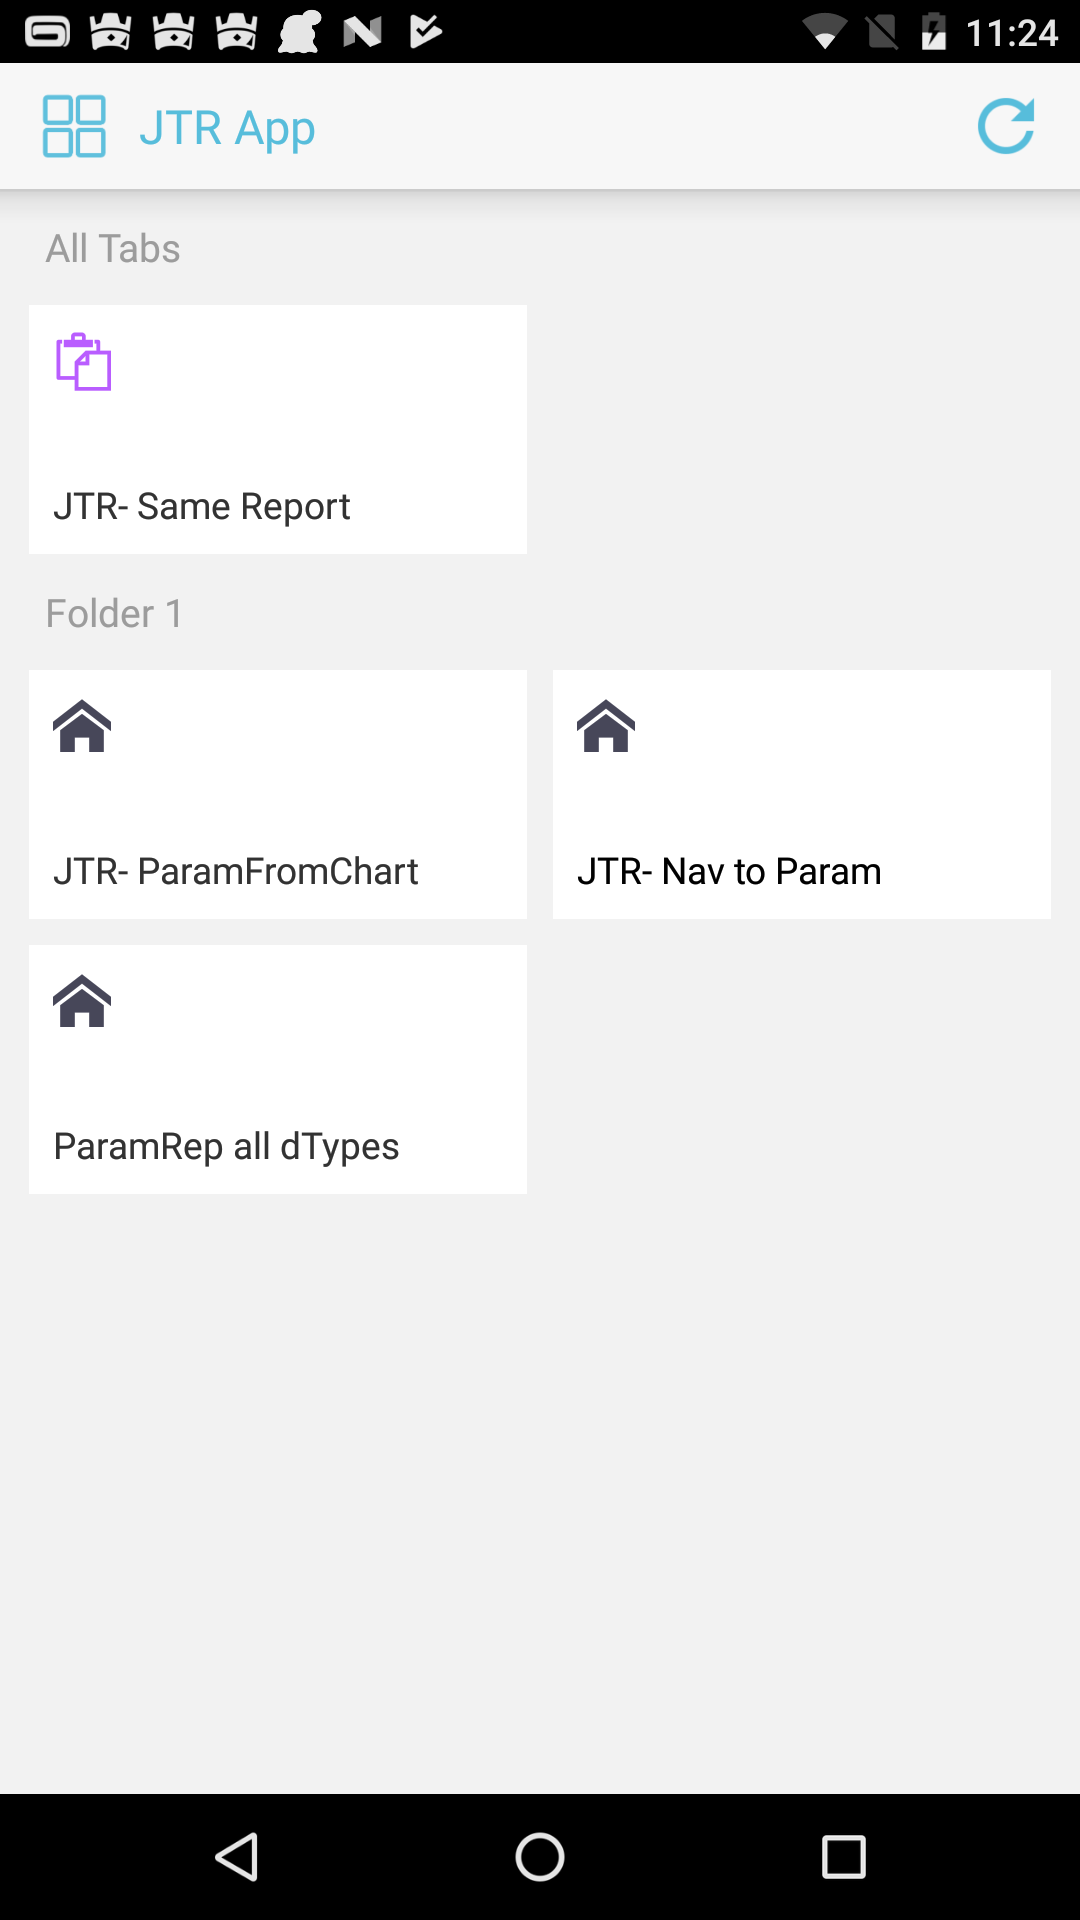 11:24
JTR App
All Tabs
JTR- Same Report
Folder 1
JTR- ParamFromChart
JTR- Nav to Param
ParamRep all dTypes